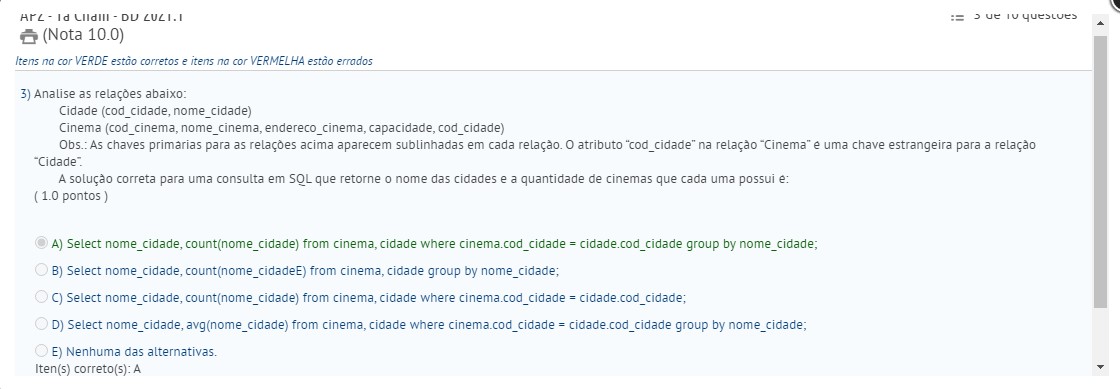 AP2 - 1a Cham - BD 2021.1
3 de 10 questões
(Nota 10.0)
Itens na cor VERDE estão corretos e itens na cor VERMELHA estão errados
3) Analise as relações abaixo:
Cidade (cod_cidade, nome_cidade)
Cinema (cod_cinema, nome_cinema, endereco_cinema, capacidade, cod_cidade)
Obs.: As chaves primárias para as relações acima aparecem sublinhadas em cada relação. O atributo “cod_cidade” na relação “Cinema” é uma chave estrangeira para a relação
“Cidade”.
A solução correta para uma consulta em SQL que retorne o nome das cidades e a quantidade de cinemas que cada uma possui é:
( 1.0 pontos )
A) Select nome_cidade, count(nome_cidade) from cinema, cidade where cinema.cod_cidade = cidade.cod_cidade group by nome_cidade;
B) Select nome_cidade, count(nome_cidadeE) from cinema, cidade group by nome_cidade;
C) Select nome_cidade, count(nome_cidade) from cinema, cidade where cinema.cod_cidade = cidade.cod_cidade;
D) Select nome_cidade, avg(nome_cidade) from cinema, cidade where cinema.cod_cidade = cidade.cod_cidade group by nome_cidade;
E) Nenhuma das alternativas.
Iten(s) correto(s): A